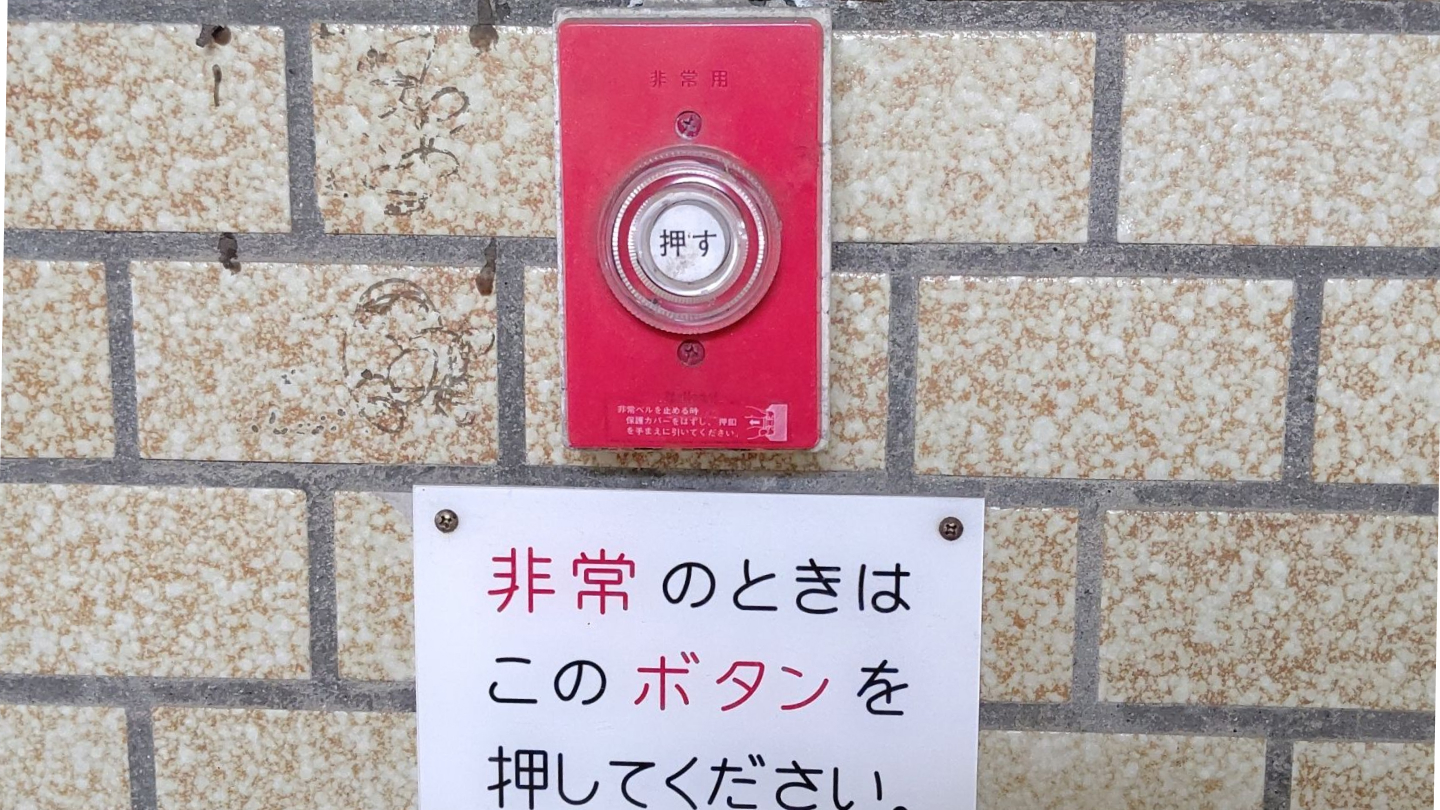 非常用
押す
非常ベルを止める時
保護カバーをはずし、押釦
を手まえに引いてください。
非常のときは
このボタンを
押してください。